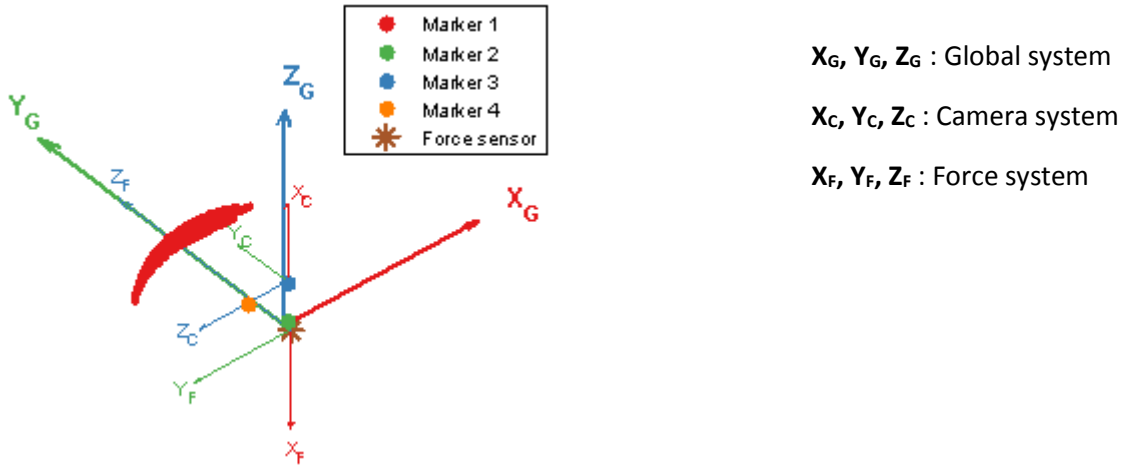 Marker 1
Marker 2
Marker 3
Marker 4
Force sensor
X_G, Y_G, Z_G : Global system
X_C, Y_C, Z_C : Camera system
X_F, Y_F, Z_F : Force system
Z_G
Y_G
Z_F
X_C
X_G
Y_C
Z_C
Y_F
X_F